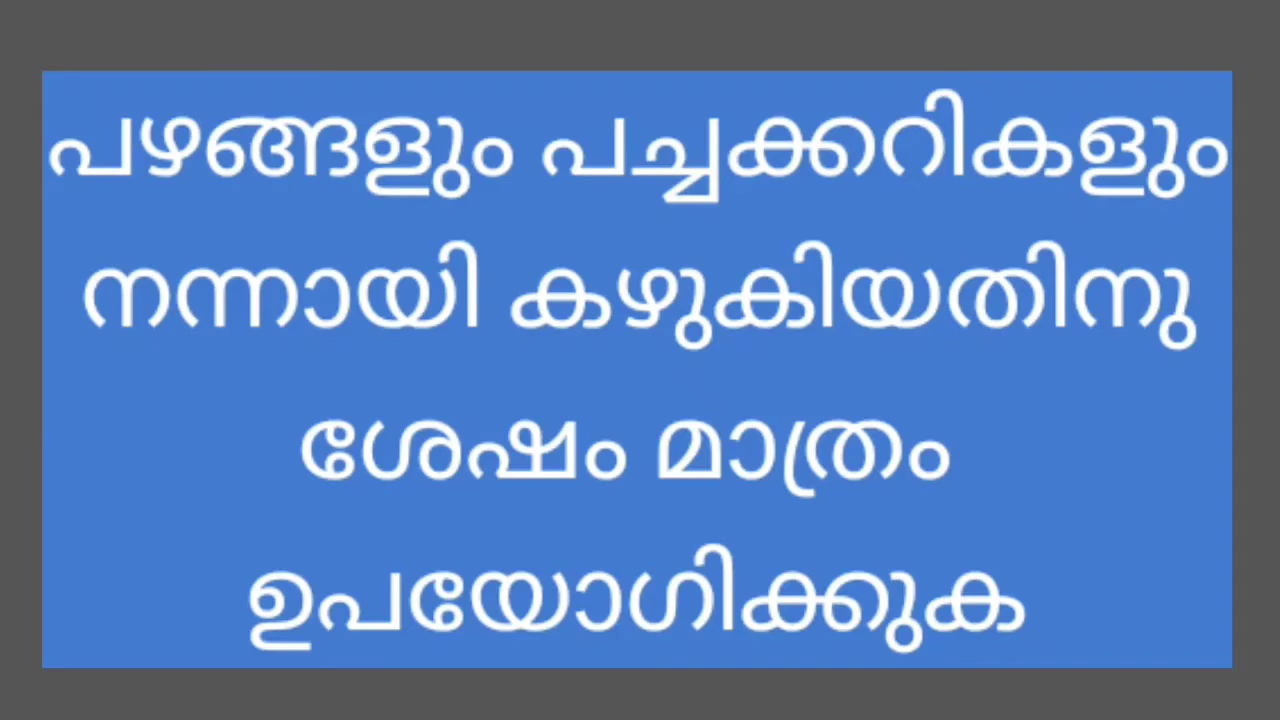 പഴങ്ങളും പച്ചക്കറികളും
നന്നായി കഴുകിയതിനു
ശേഷം മാത്രം
ഉപയോഗിക്കുക